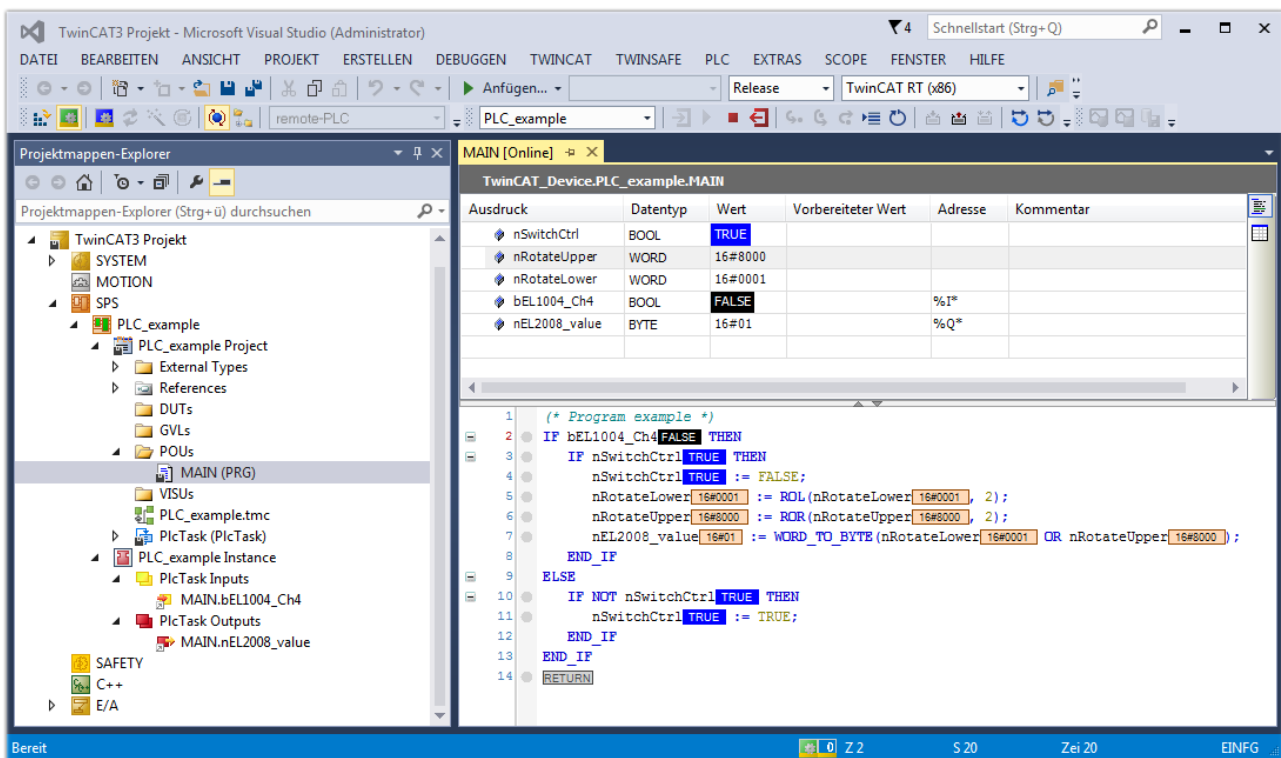 TwinCAT3 Projekt - Microsoft Visual Studio (Administrator) 4 Schnellstart (Strg+Q)
DATEI BEARBEITEN ANSICHT PROJEKT ERSTELLEN DEBUGGEN TWINCAT TWINSAFE PLC EXTRAS SCOPE FENSTER HILFE
Anfügen... Release TwinCAT RT (x86)
remote-PLC PLC_example
Projektmappen-Explorer
Projektmappen-Explorer (Strg+ü) durchsuchen
TwinCAT3 Projekt
SYSTEM
MOTION
SPS
PLC_example
PLC_example Project
External Types
References
DUTs
GVLs
POUs
MAIN (PRG)
VISUs
PLC_example.tmc
PlcTask (PlcTask)
PLC_example Instance
PlcTask Inputs
MAIN.bEL1004_Ch4
PlcTask Outputs
MAIN.nEL2008_value
SAFETY
C++
E/A
MAIN [Online]
TwinCAT_Device.PLC_example.MAIN
Ausdruck Datentyp Wert Vorbereiteter Wert Adresse Kommentar
nSwitchCtrl BOOL TRUE
nRotateUpper WORD 16#8000
nRotateLower WORD 16#0001
bEL1004_Ch4 BOOL FALSE %I*
nEL2008_value BYTE 16#01 %Q*
1 (* Program example *)
2 IF bEL1004_Ch4 FALSE THEN
3 IF nSwitchCtrl TRUE THEN
4 nSwitchCtrl TRUE := FALSE;
5 nRotateLower 16#0001 := ROL(nRotateLower 16#0001 , 2);
6 nRotateUpper 16#8000 := ROR(nRotateUpper 16#8000 , 2);
7 nEL2008_value 16#01 := WORD_TO_BYTE(nRotateLower 16#0001 OR nRotateUpper 16#8000 );
8 END_IF
9 ELSE
10 IF NOT nSwitchCtrl TRUE THEN
11 nSwitchCtrl TRUE := TRUE;
12 END_IF
13 END_IF
14 RETURN
Bereit 0 Z 2 S 20 Zei 20 EINFG